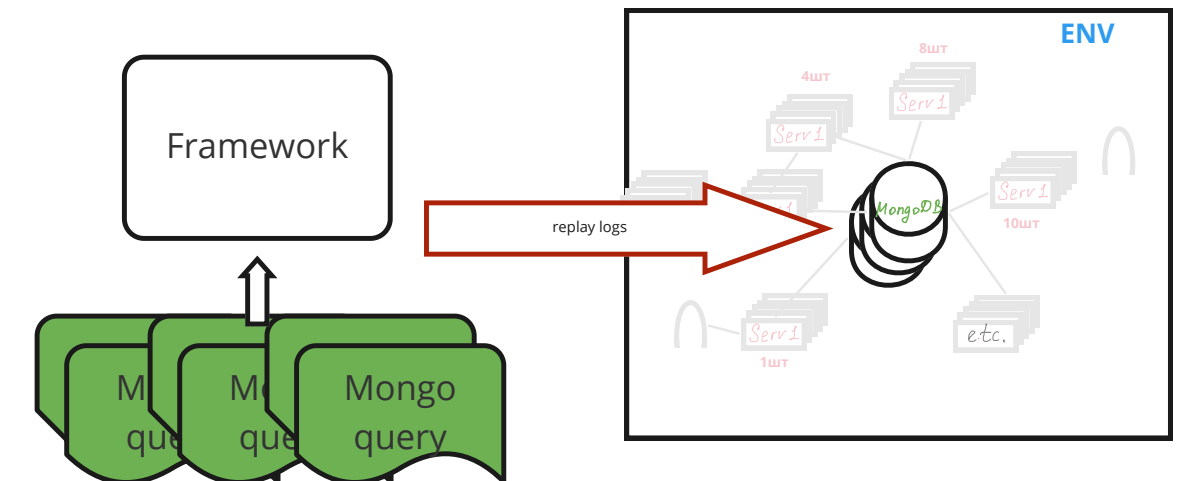 ENV
8шт
4шт
Serv1
Serv1
Framework
Serv1
MongoDB
10шт
replay logs
Serv1
etc.
1шт
Mongo
query